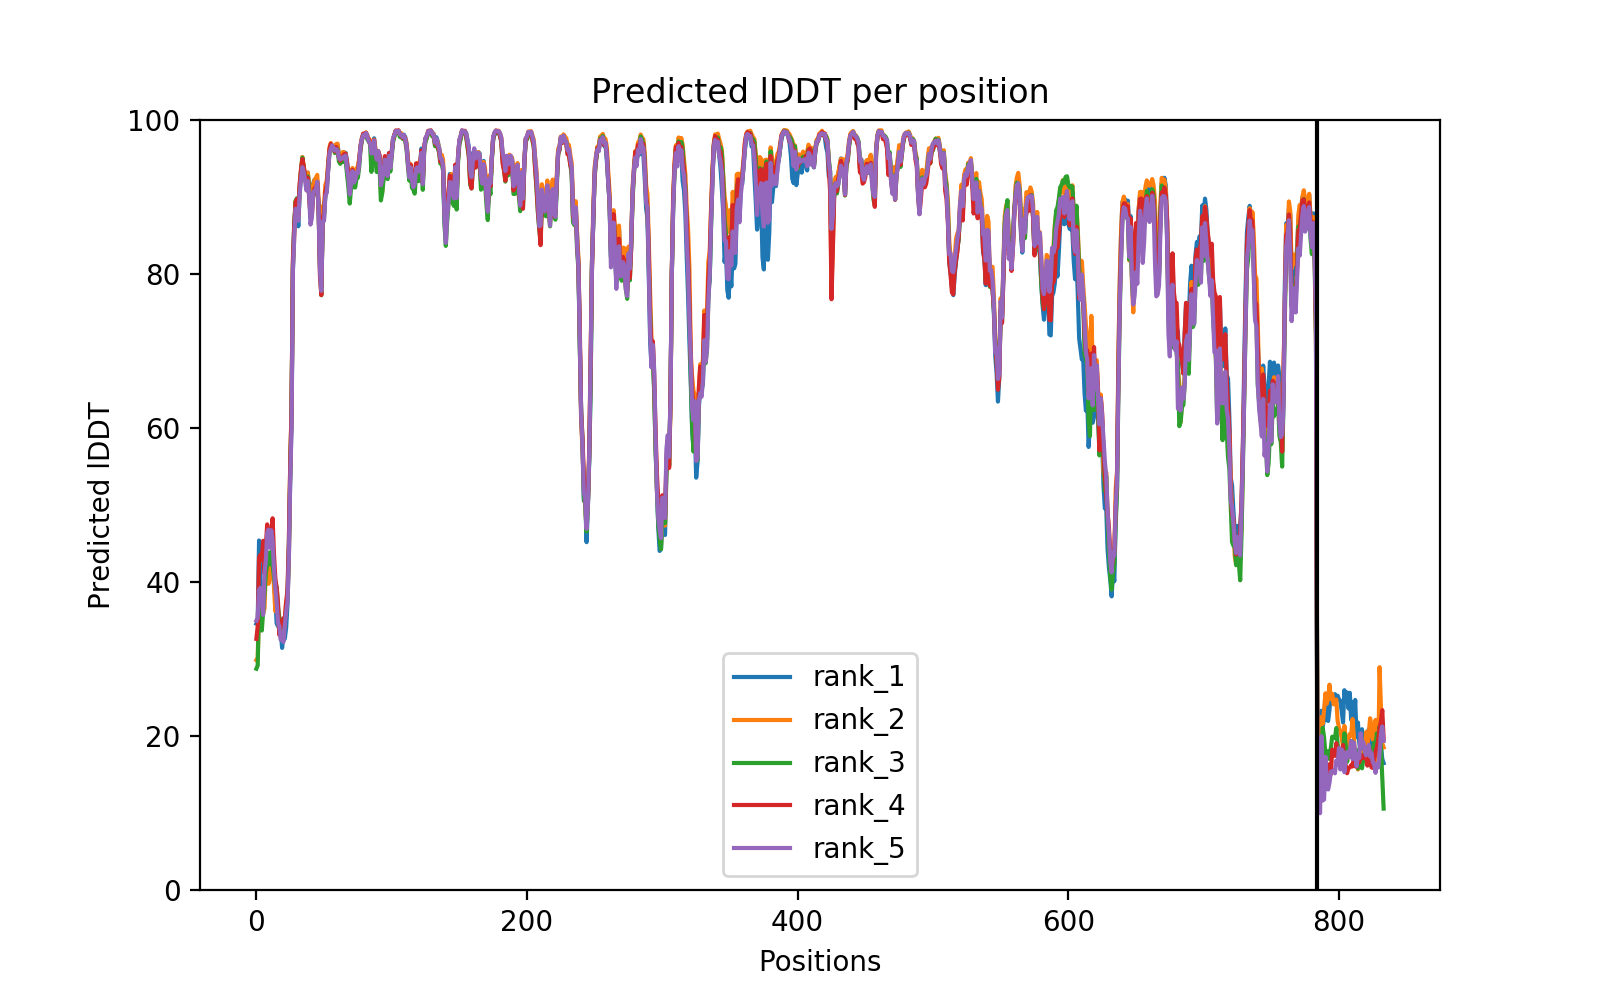 Predicted lDDT per position
100
80
60
40
20
0
Predicted lDDT
rank_1
rank_2
rank_3
rank_4
rank_5
0 200 400 600 800
Positions